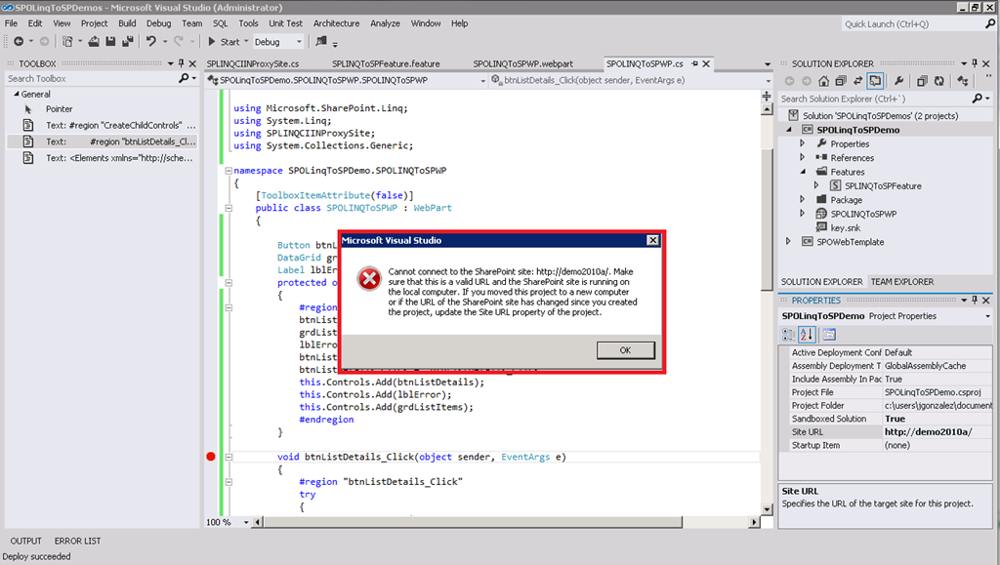 SPOLinqToSPDemos - Microsoft Visual Studio (Administrator)
File Edit View Project Build Debug Team SQL Tools Unit Test Architecture Analyze Window Help
Quick Launch (Ctrl+Q)
Start Debug
TOOLBOX
Search Toolbox
General
Pointer
Text: #region "CreateChildControls" ...
Text: #region "btnListDetails_Cl...
Text: <Elements xmlns="http://sche...
SPLINQCIINProxySite.cs SPLINQToSPFeature.feature SPOLINQToSPWP.webpart SPOLINQToSPWP.cs
SPOLinqToSPDemo.SPOLINQToSPWP.SPOLINQToSPWP btnListDetails_Click(object sender, EventArgs e)
using Microsoft.SharePoint.Linq;
using System.Linq;
using SPLINQCIINProxySite;
using System.Collections.Generic;
namespace SPOLinqToSPDemo.SPOLINQToSPWP
{
[ToolboxItemAttribute(false)]
public class SPOLINQToSPWP : WebPart
{
Button btnL
DataGrid gr
Label lblEr
protected o
{
#region
btnList
grdList
lblErro
btnList
btnList
this.Controls.Add(btnListDetails);
this.Controls.Add(lblError);
this.Controls.Add(grdListItems);
#endregion
}
void btnListDetails_Click(object sender, EventArgs e)
{
#region "btnListDetails_Click"
try
{
100 %
Microsoft Visual Studio
Cannot connect to the SharePoint site: http://demo2010a/. Make
sure that this is a valid URL and the SharePoint site is running on
the local computer. If you moved this project to a new computer
or if the URL of the SharePoint site has changed since you created
the project, update the Site URL property of the project.
OK
SOLUTION EXPLORER
Search Solution Explorer (Ctrl+`)
Solution 'SPOLinqToSPDemos' (2 projects)
SPOLinqToSPDemo
Properties
References
Features
SPLINQToSPFeature
Package
SPOLINQToSPWP
key.snk
SPOWebTemplate
SOLUTION EXPLORER TEAM EXPLORER
PROPERTIES
SPOLinqToSPDemo Project Properties
Active Deployment Conf Default
Assembly Deployment T GlobalAssemblyCache
Include Assembly In Pac True
Project File SPOLinqToSPDemo.csproj
Project Folder c:\users\jgonzalez\document
Sandboxed Solution True
Site URL http://demo2010a/
Startup Item (none)
Site URL
Specifies the URL of the target site for this project.
OUTPUT ERROR LIST
Deploy succeeded